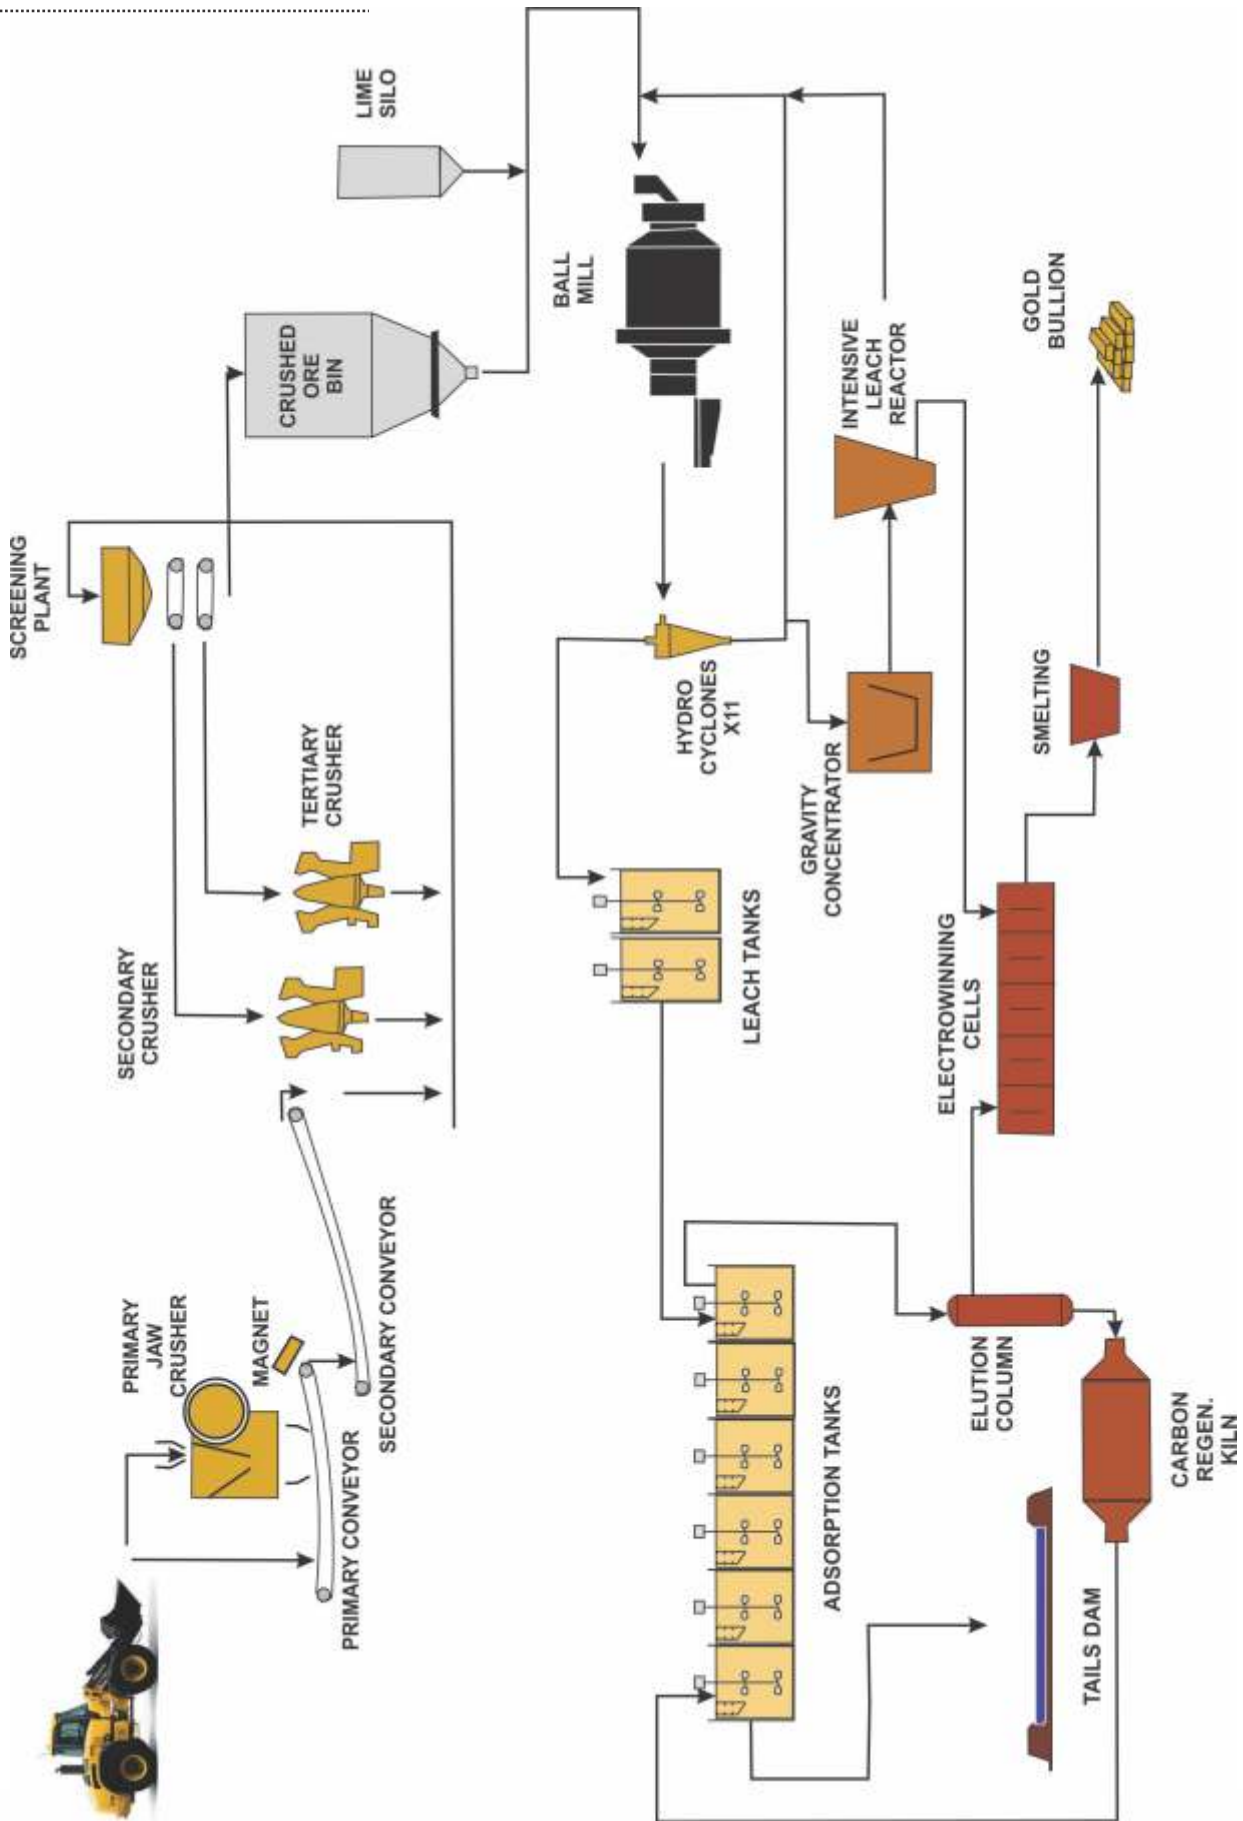 PRIMARY
JAW
CRUSHER
MAGNET
PRIMARY CONVEYOR
SECONDARY CONVEYOR
SECONDARY
CRUSHER
TERTIARY
CRUSHER
SCREENING
PLANT
CRUSHED
ORE
BIN
LIME
SILO
BALL
MILL
HYDRO
CYCLONES
X11
LEACH TANKS
ADSORPTION TANKS
GRAVITY
CONCENTRATOR
INTENSIVE
LEACH
REACTOR
ELECTROWINNING
CELLS
ELUTION
COLUMN
CARBON
REGEN.
KILN
TAILS DAM
SMELTING
GOLD
BULLION